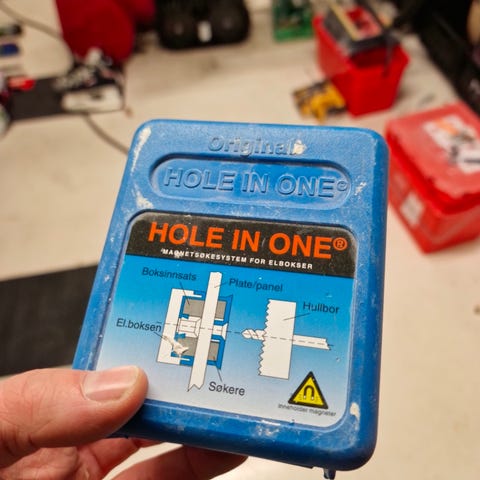 Original
HOLE IN ONE®
HOLE IN ONE®
MAGNETSØKESYSTEM FOR ELBOKSER
Boksinnsats
Plate/panel
Hullbor
El.boksen
Søkere
Inneholder magneter